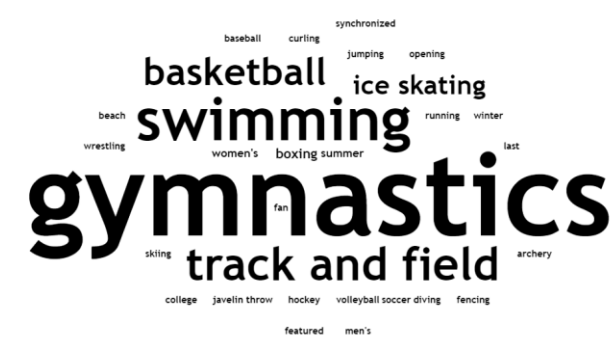 synchronized
baseball curling
jumping opening
basketball
ice skating
beach swimming running winter
wrestling last
women's boxing summer
gymnastics
fan
skiing track and field archery
college javelin throw hockey volleyball soccer diving fencing
featured men's